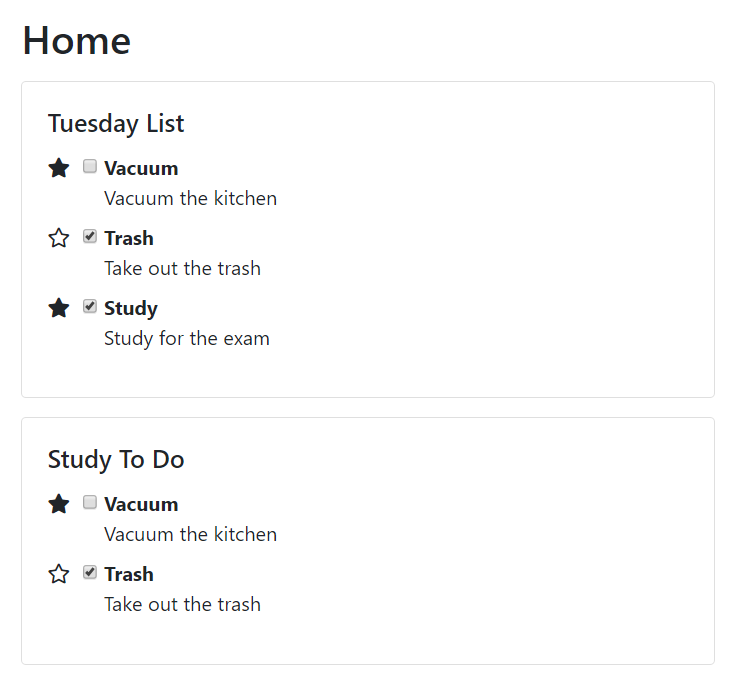 Home
Tuesday List
Vacuum
Vacuum the kitchen
Trash
Take out the trash
Study
Study for the exam
Study To Do
Vacuum
Vacuum the kitchen
Trash
Take out the trash